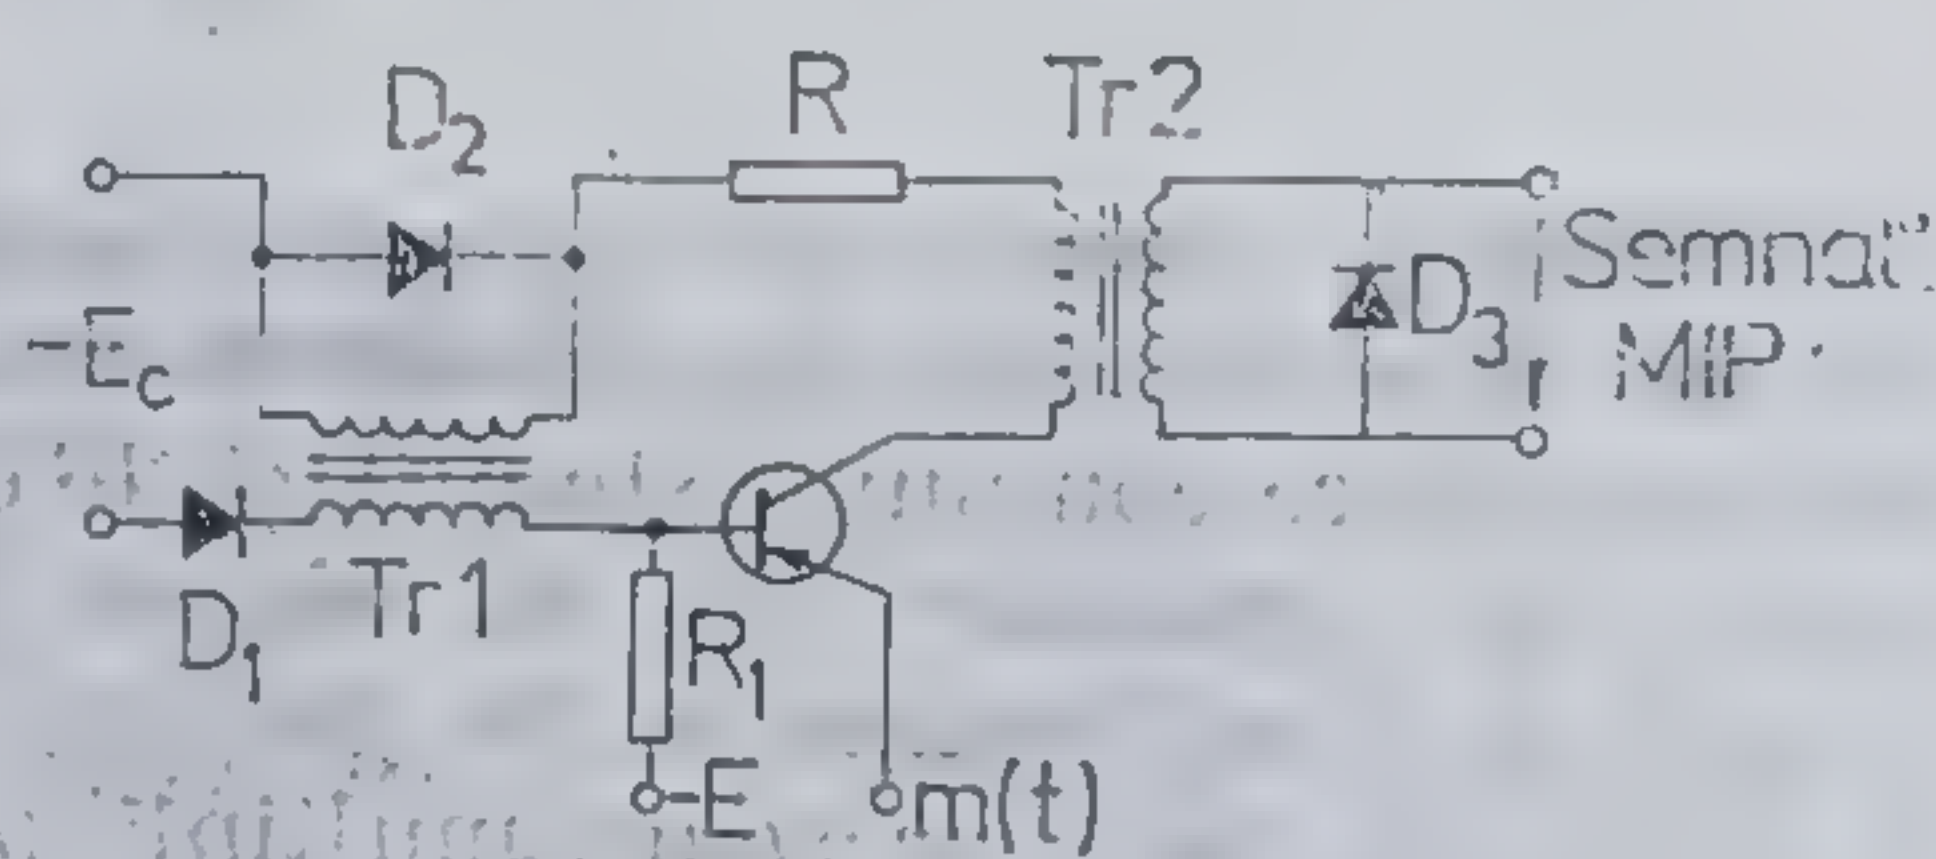 D2
R
Tr2
-Ec
D3
Semnal
MIP
D1
Tr1
R1
-E
m(t)